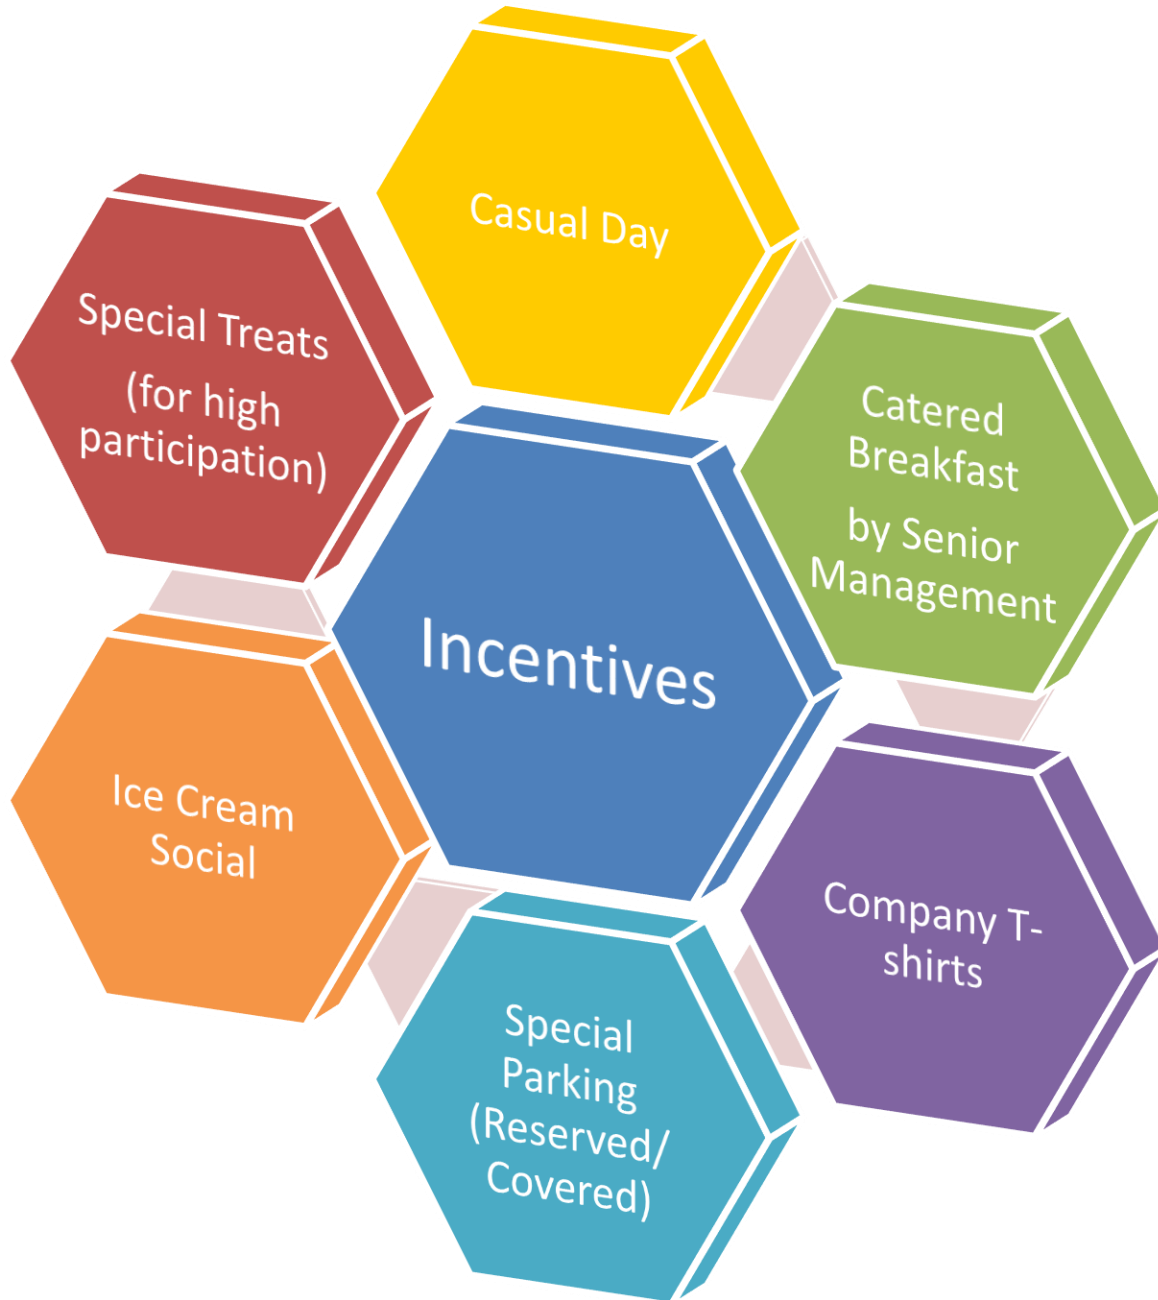 Casual Day
Special Treats
(for high
participation)
Catered
Breakfast
by Senior
Management
Incentives
Ice Cream
Social
Company T-
shirts
Special
Parking
(Reserved/
Covered)